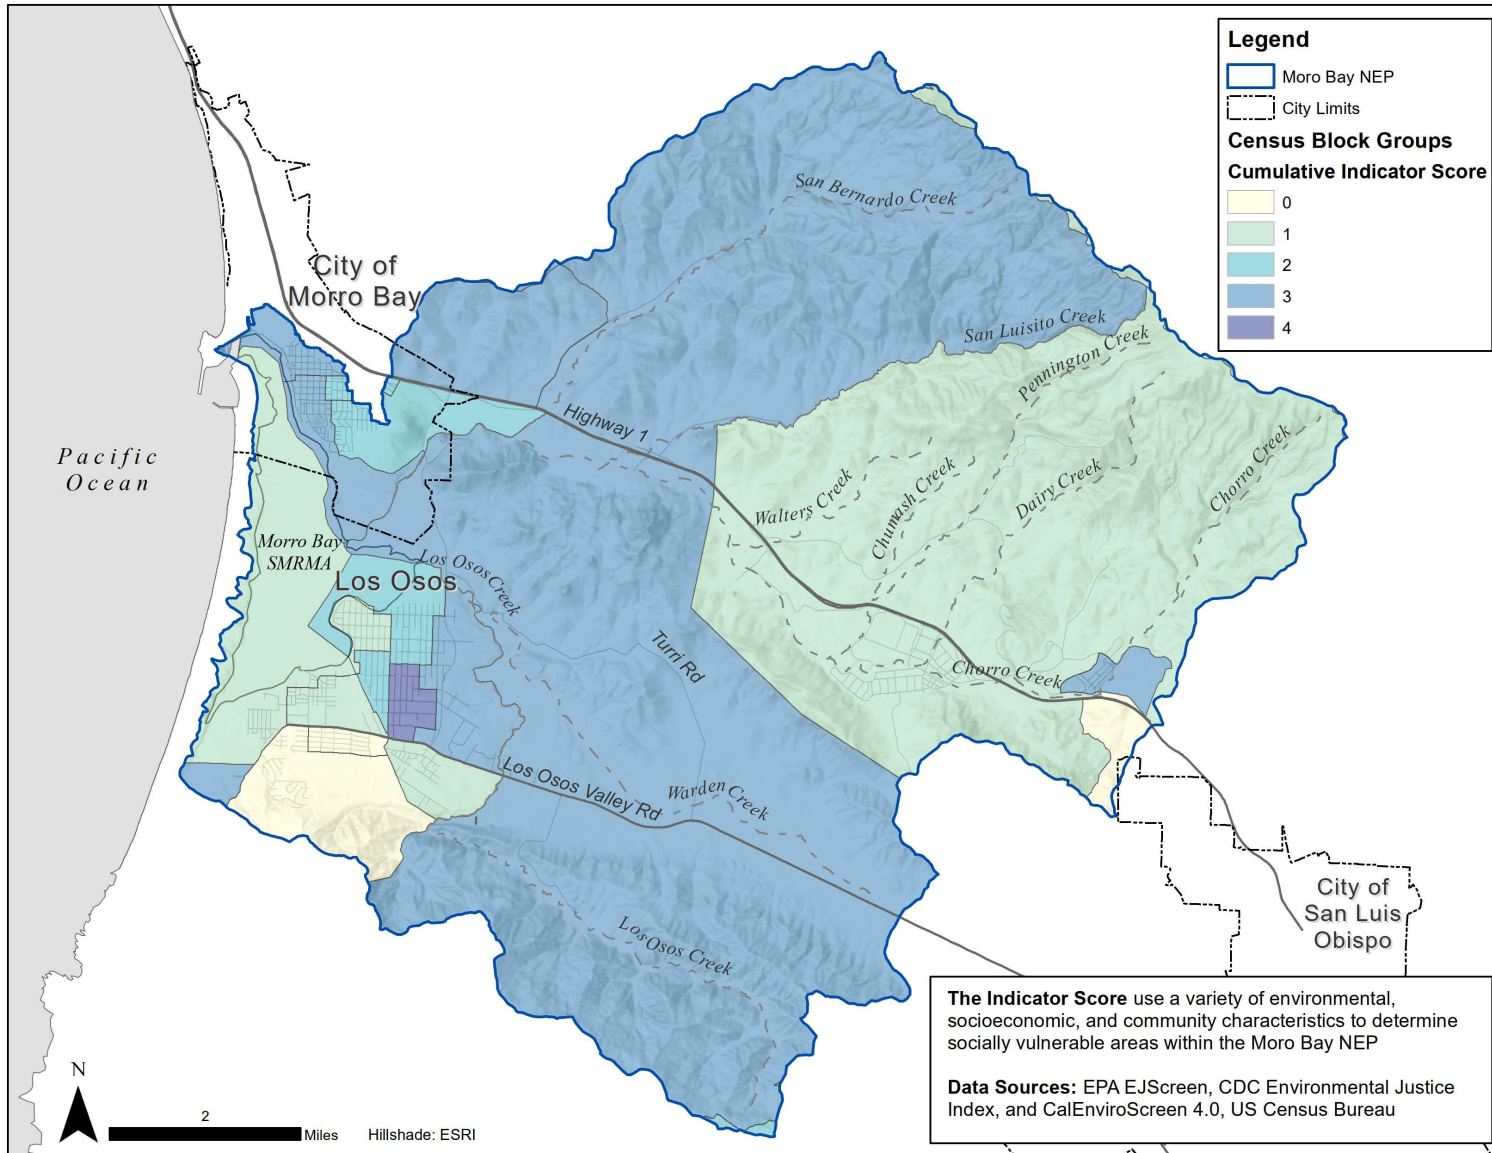 Legend
Moro Bay NEP
City Limits
Census Block Groups
Cumulative Indicator Score
0
1
2
3
4
San Bernardo Creek
City of
Morro Bay
San Luisito Creek
Pennington Creek
Highway 1
Pacific
Ocean
Walters Creek
Chumash Creek
Dairy Creek
Chorro Creek
Morro Bay
SMRMA
Los Osos Creek
Los Osos
Turri Rd
Chorro Creek
Los Osos Valley Rd
Warden Creek
Los Osos Creek
City of
San Luis
Obispo
The Indicator Score use a variety of environmental,
socioeconomic, and community characteristics to determine
socially vulnerable areas within the Moro Bay NEP
Data Sources: EPA EJScreen, CDC Environmental Justice
Index, and CalEnviroScreen 4.0, US Census Bureau
N
2
Miles
Hillshade: ESRI